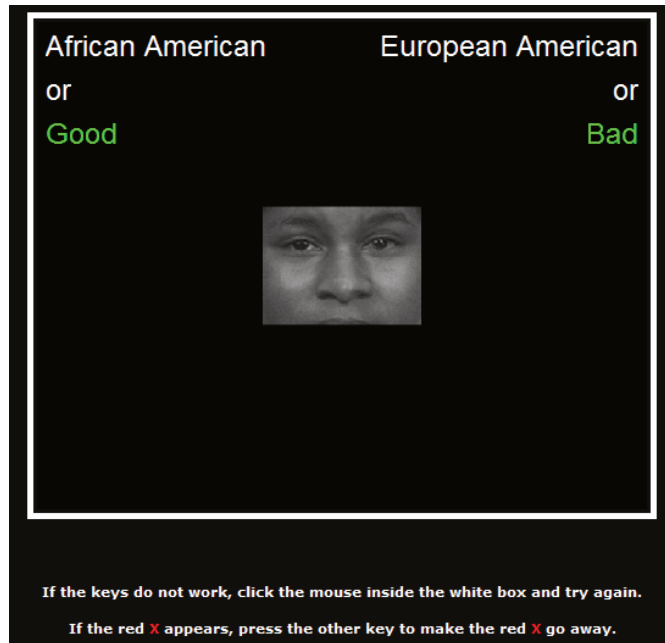 African American
European American
or
or
Good
Bad
If the keys do not work, click the mouse inside the white box and try again.
If the red X appears, press the other key to make the red X go away.